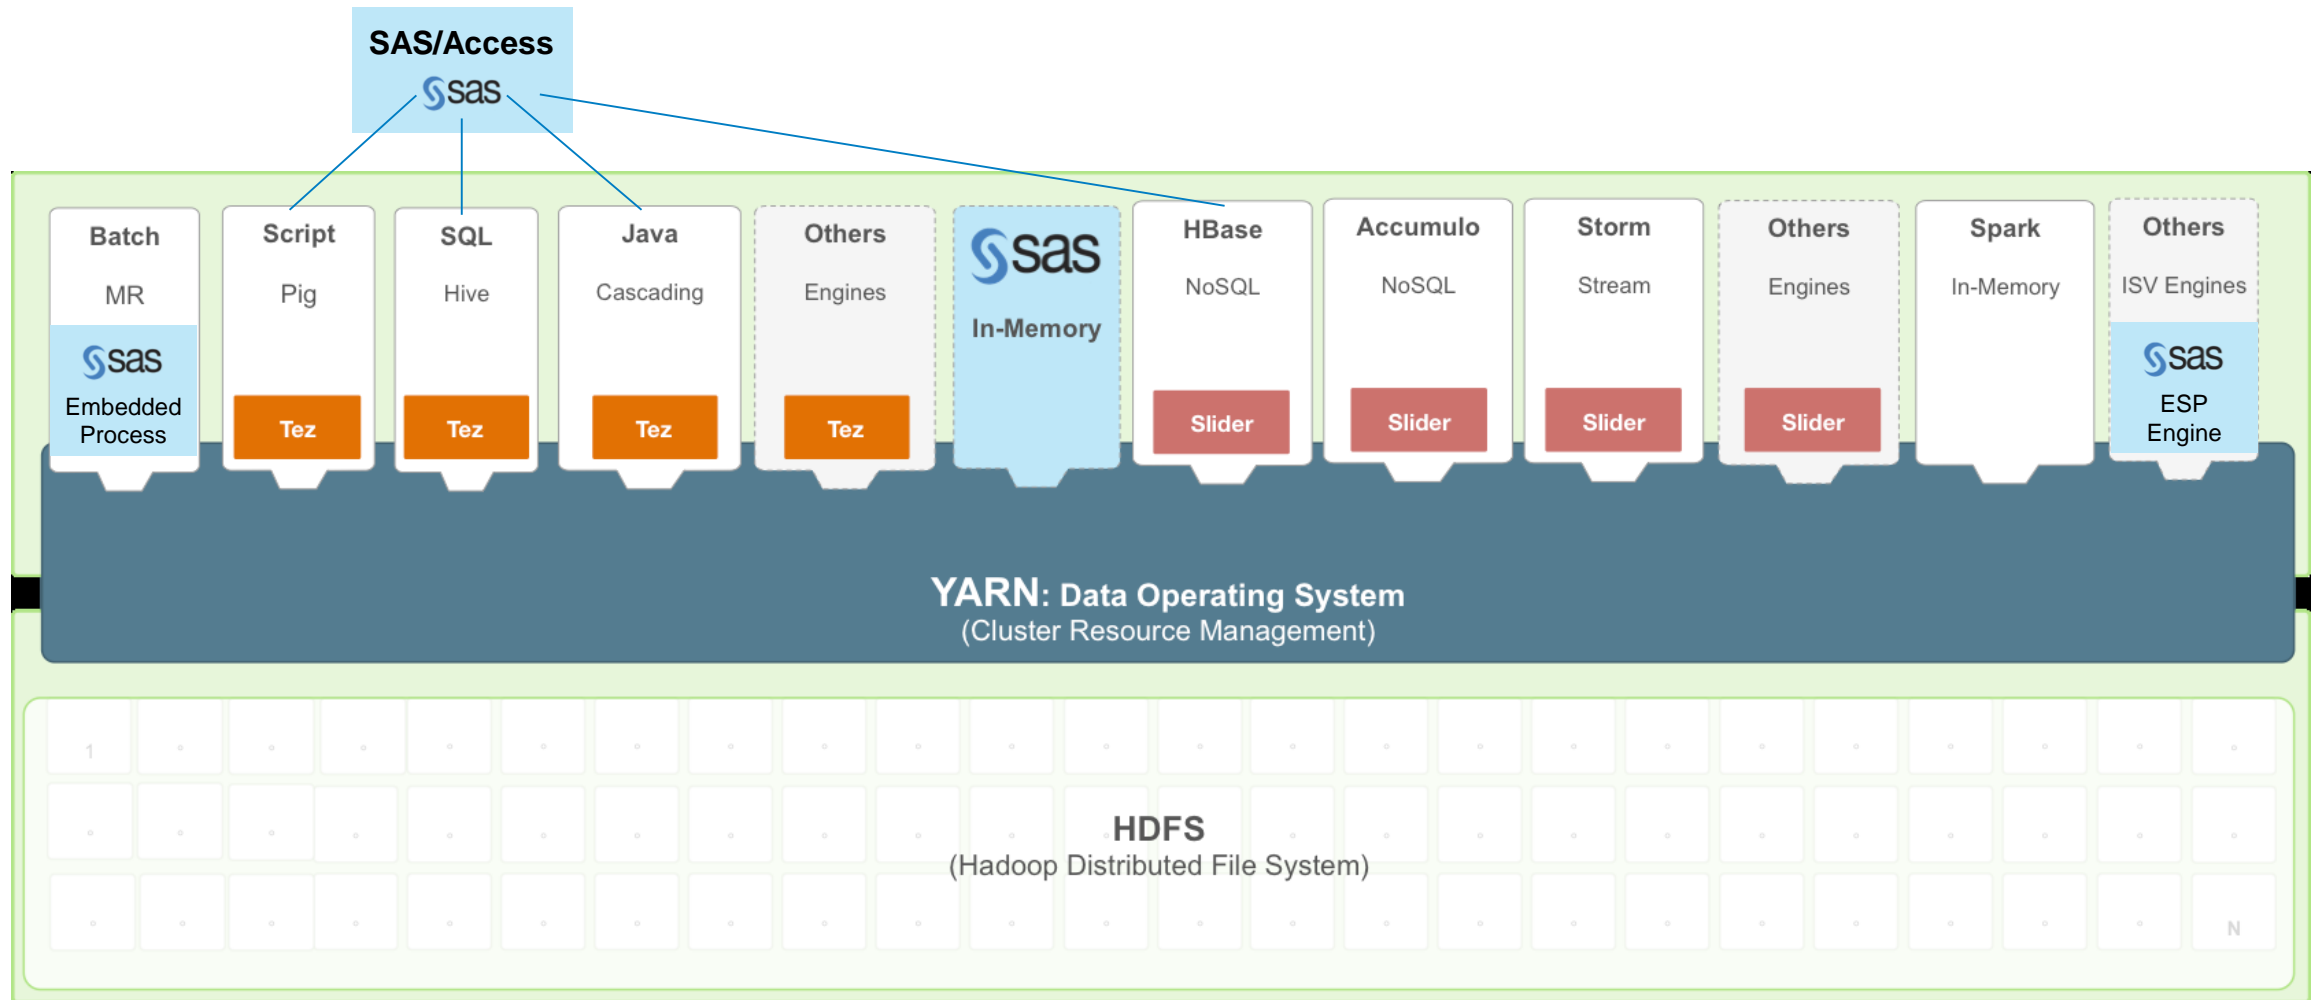 SAS/Access
sas
Batch
MR
sas
Embedded
Process
Script
Pig
Tez
SQL
Hive
Tez
Java
Cascading
Tez
Others
Engines
Tez
sas
In-Memory
HBase
NoSQL
Slider
Accumulo
NoSQL
Slider
Storm
Stream
Slider
Others
Engines
Slider
Spark
In-Memory
Others
ISV Engines
sas
ESP
Engine
YARN: Data Operating System
(Cluster Resource Management)
1
HDFS
(Hadoop Distributed File System)
N